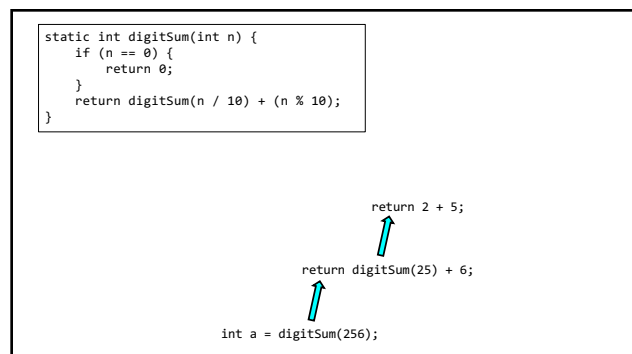 static int digitSum(int n) {
    if (n == 0) {
        return 0;
    }
    return digitSum(n / 10) + (n % 10);
}
return 2 + 5;
return digitSum(25) + 6;
int a = digitSum(256);